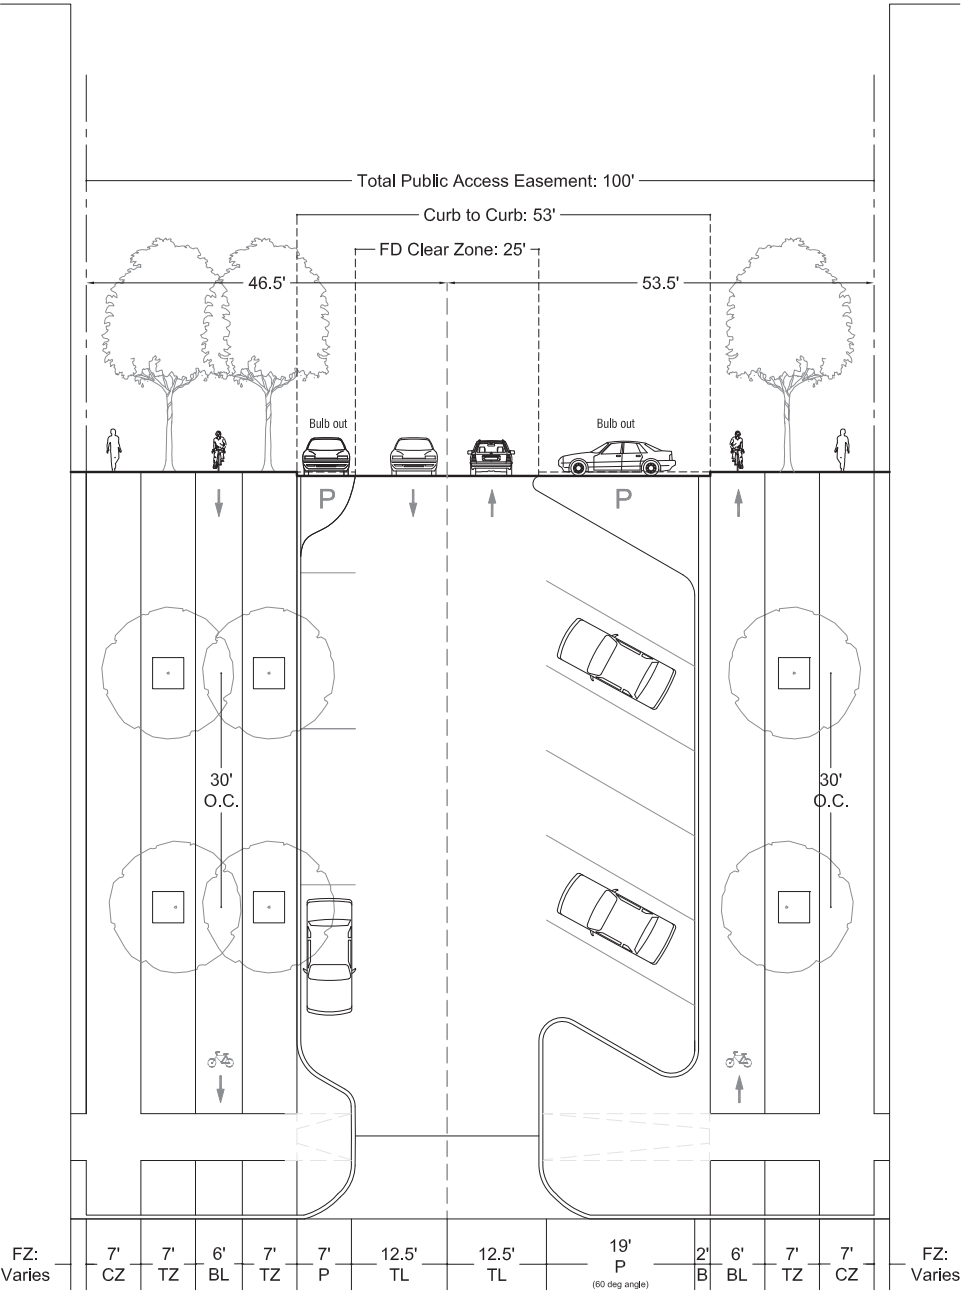 Total Public Access Easement: 100'
Curb to Curb: 53'
FD Clear Zone: 25'
46.5'
53.5'
Bulb out
Bulb out
P
P
30'
O.C.
30'
O.C.
FZ:
Varies
7'
CZ
7'
TZ
6'
BL
7'
TZ
7'
P
12.5'
TL
12.5'
TL
19'
P
(60 deg angle)
2'
B
6'
BL
7'
TZ
7'
CZ
FZ:
Varies